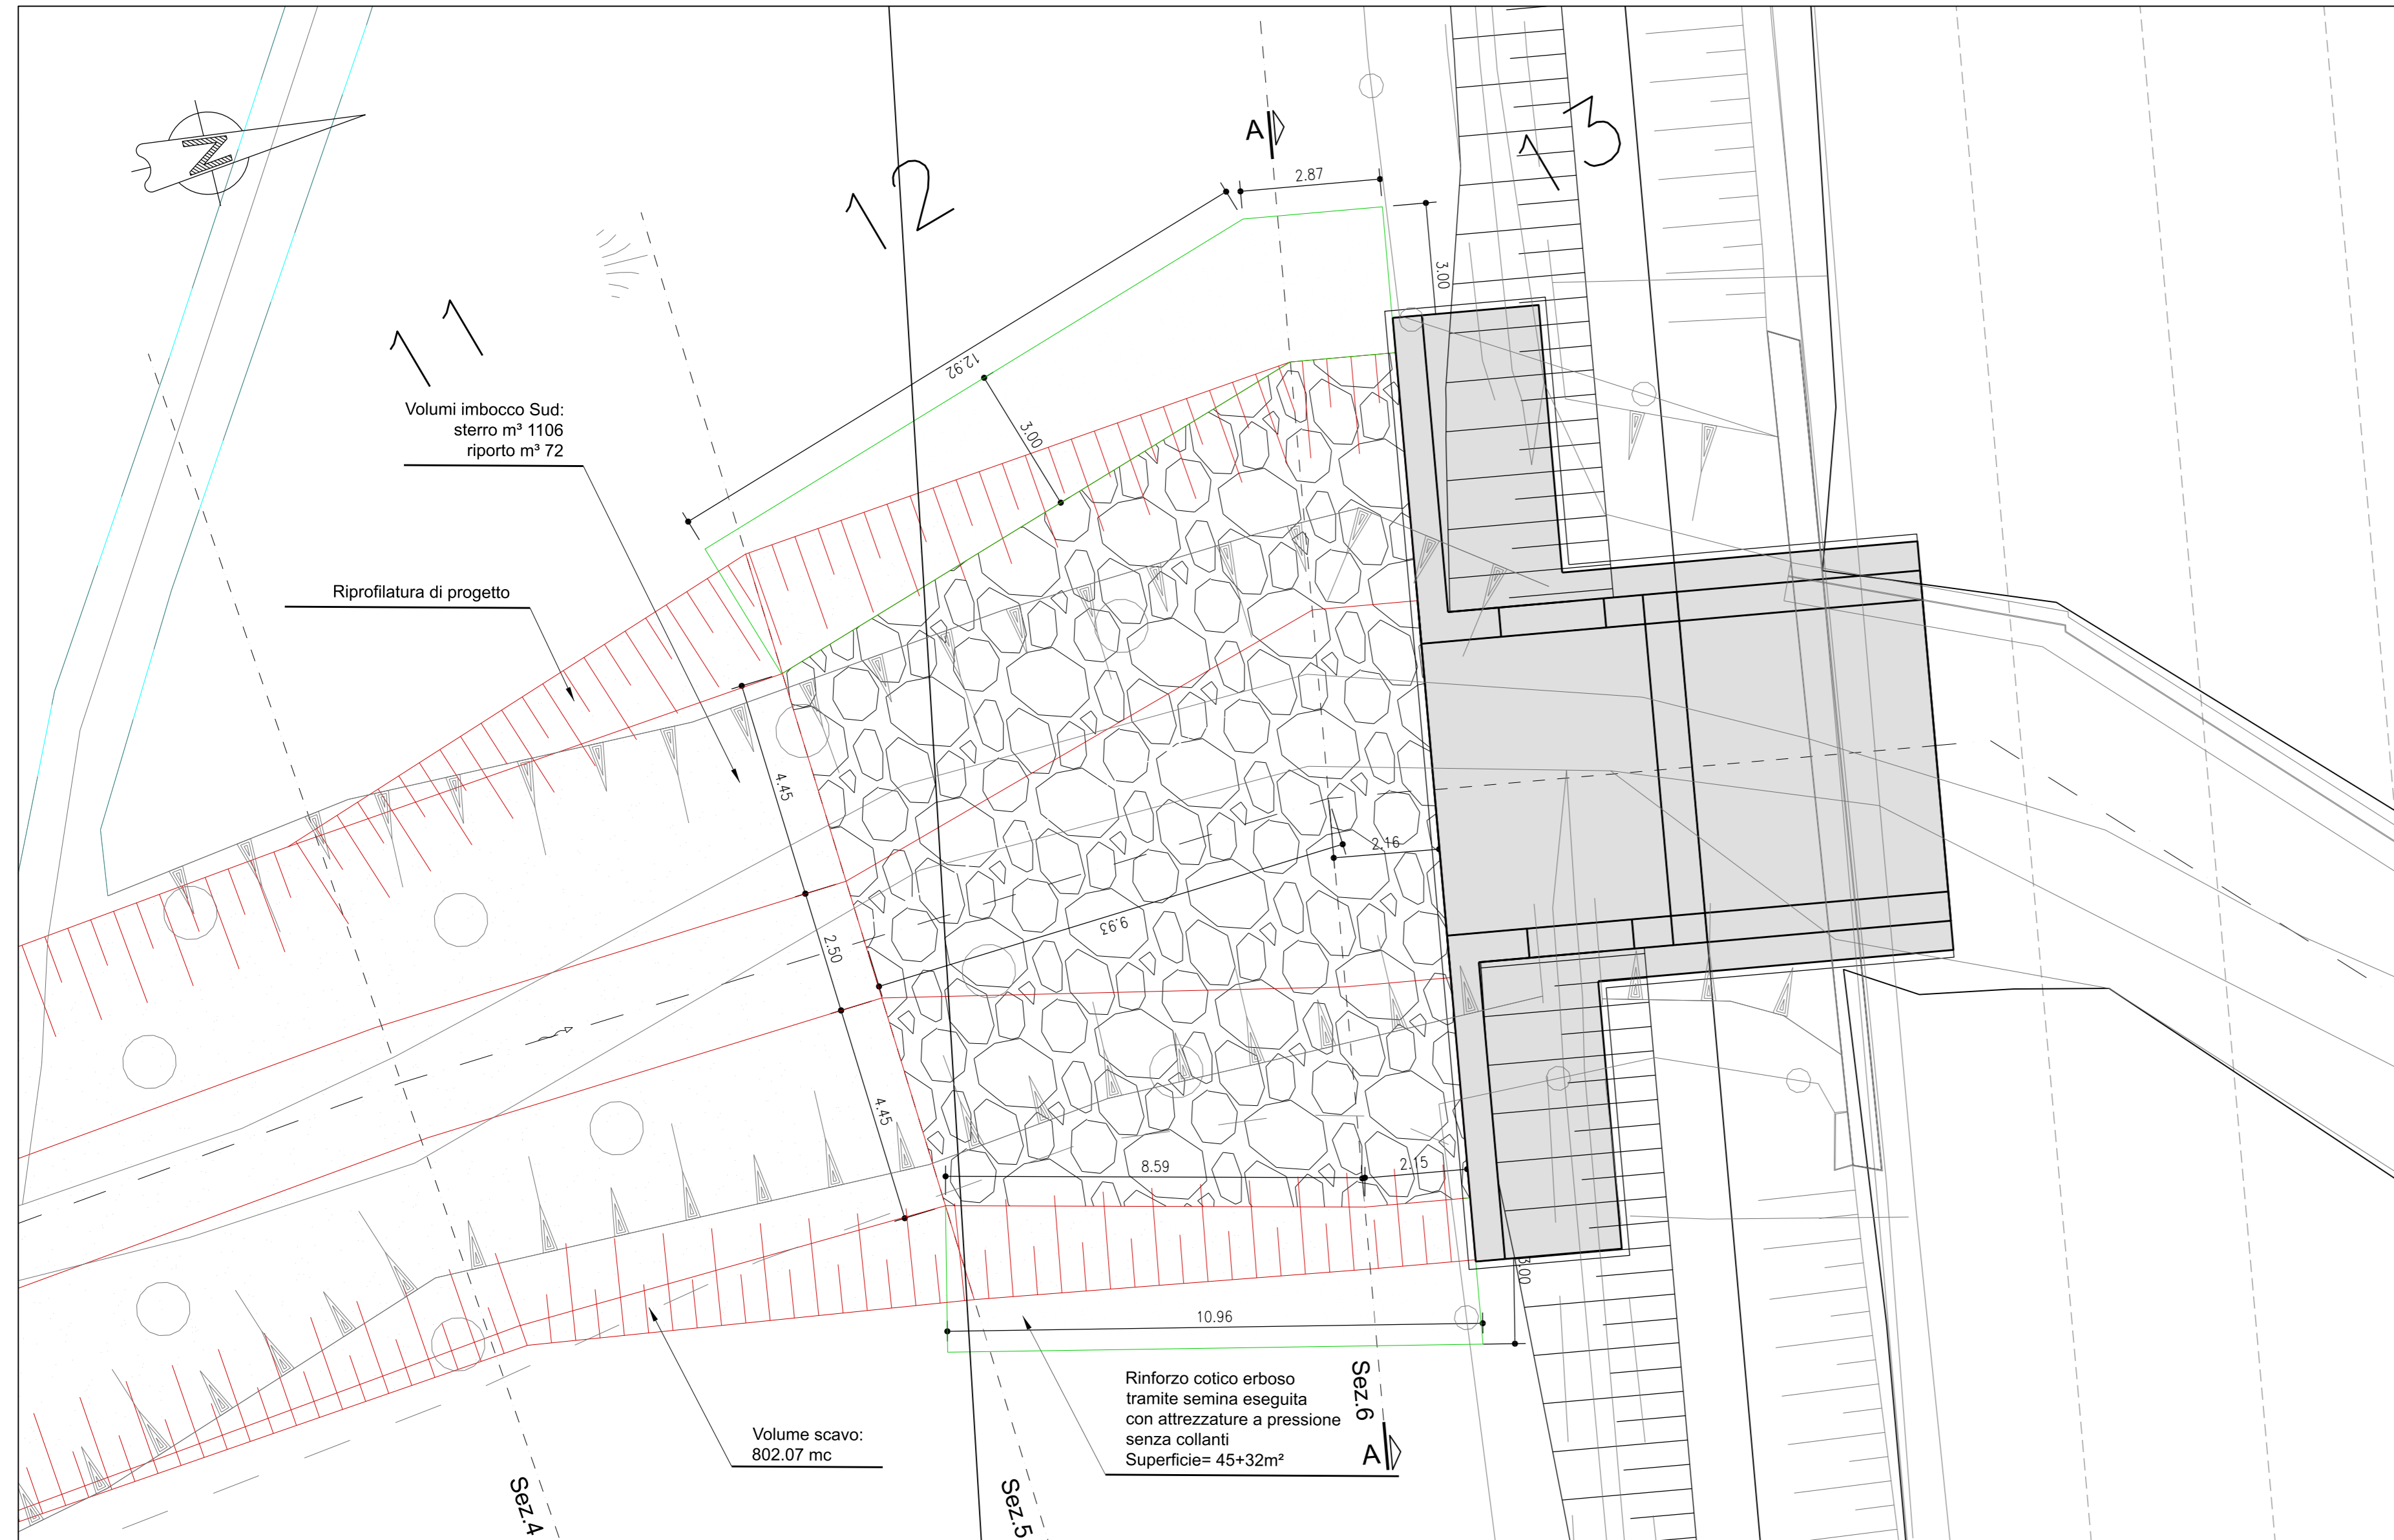 N
11
12
13
A
2.87
3.00
12.92
3.00
Volumi imbocco Sud:
sterro m³ 1106
riporto m³ 72
Riprofilatura di progetto
4.45
2.50
4.45
2.16
9.93
8.59
2.15
3.00
10.96
Rinforzo cotico erboso
tramite semina eseguita
con attrezzature a pressione
senza collanti
Superficie= 45+32m²
Volume scavo:
802.07 mc
Sez.4
Sez.5
Sez.6
A